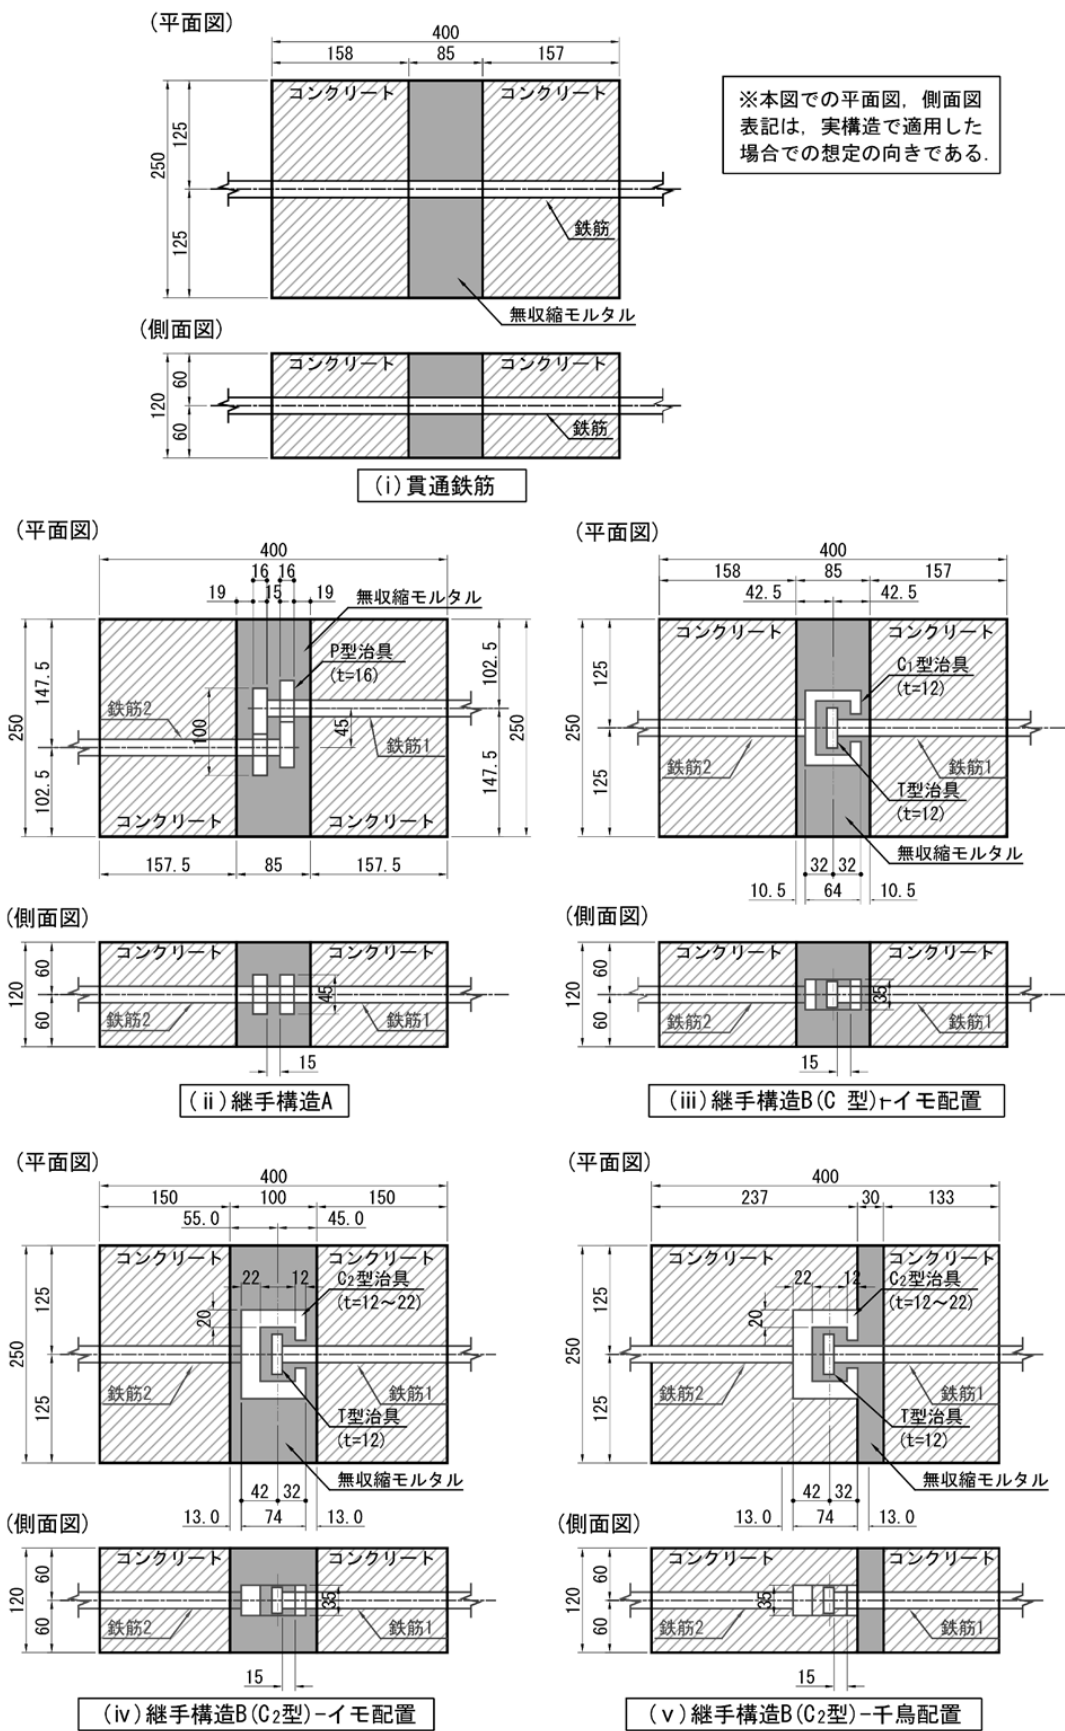 (平面図)
400
158
85
157
コンクリート
コンクリート
※本図での平面図，側面図
表記は，実構造で適用した
場合での想定の向きである.
250
125
125
鉄筋
無収縮モルタル
(側面図)
コンクリート
コンクリート
120
60
60
鉄筋
(i)貫通鉄筋
(平面図)
400
16
16
19
15
19
無収縮モルタル
P型治具
(t=16)
250
147.5
102.5
鉄筋2
100
45
鉄筋1
102.5
147.5
250
コンクリート
コンクリート
157.5
85
157.5
(側面図)
コンクリート
コンクリート
120
60
60
45
鉄筋2
鉄筋1
15
(ii)継手構造A
(平面図)
400
158
85
157
42.5
42.5
コンクリート
コンクリート
C1型治具
(t=12)
250
125
125
鉄筋2
鉄筋1
T型治具
(t=12)
無収縮モルタル
32
32
10.5
64
10.5
(側面図)
コンクリート
コンクリート
120
60
60
35
鉄筋2
鉄筋1
15
(iii)継手構造B(C 型)-イモ配置
(平面図)
400
150
100
150
55.0
45.0
コンクリート
コンクリート
22
12
C2型治具
(t=12～22)
20
250
125
125
鉄筋2
鉄筋1
T型治具
(t=12)
無収縮モルタル
42
32
13.0
74
13.0
(側面図)
コンクリート
コンクリート
120
60
60
35
鉄筋2
鉄筋1
15
(iv)継手構造B(C2型)-イモ配置
(平面図)
400
237
30
133
コンクリート
コンクリート
22
12
C2型治具
(t=12～22)
20
250
125
125
鉄筋2
鉄筋1
T型治具
(t=12)
無収縮モルタル
42
32
13.0
74
13.0
(側面図)
コンクリート
コンクリート
120
60
60
35
鉄筋2
鉄筋1
15
(v)継手構造B(C2型)-千鳥配置